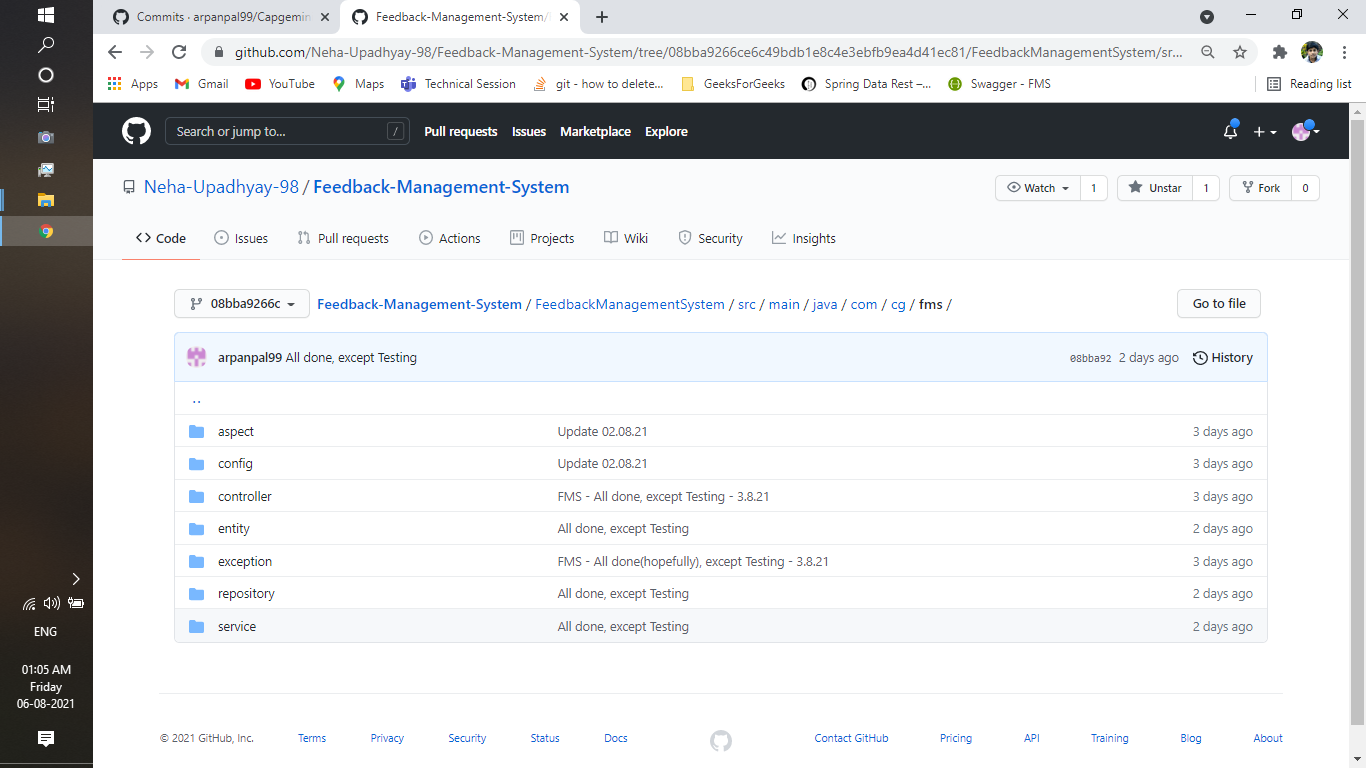 Commits · arpanpal99/Capgemin
Feedback-Management-System/
github.com/Neha-Upadhyay-98/Feedback-Management-System/tree/08bba9266ce6c49bdb1e8c4e3ebfb9ea4d41ec81/FeedbackManagementSystem/sr...
Apps Gmail YouTube Maps Technical Session git - how to delete... GeeksForGeeks Spring Data Rest –... Swagger - FMS Reading list
Search or jump to... / Pull requests Issues Marketplace Explore
Neha-Upadhyay-98 / Feedback-Management-System
Watch 1 Unstar 1 Fork 0
Code Issues Pull requests Actions Projects Wiki Security Insights
08bba9266c Feedback-Management-System / FeedbackManagementSystem / src / main / java / com / cg / fms / Go to file
arpanpal99 All done, except Testing 08bba92 2 days ago History
..
aspect Update 02.08.21 3 days ago
config Update 02.08.21 3 days ago
controller FMS - All done, except Testing - 3.8.21 3 days ago
entity All done, except Testing 2 days ago
exception FMS - All done(hopefully), except Testing - 3.8.21 3 days ago
repository All done, except Testing 2 days ago
service All done, except Testing 2 days ago
© 2021 GitHub, Inc. Terms Privacy Security Status Docs Contact GitHub Pricing API Training Blog About
ENG
01:05 AM
Friday
06-08-2021